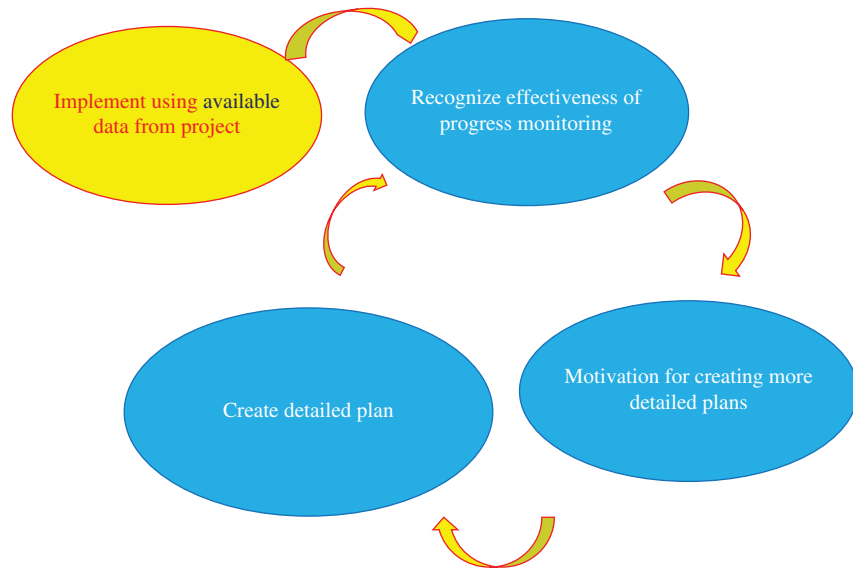 Implement using available
data from project
Recognize effectiveness of
progress monitoring
Motivation for creating more
detailed plans
Create detailed plan